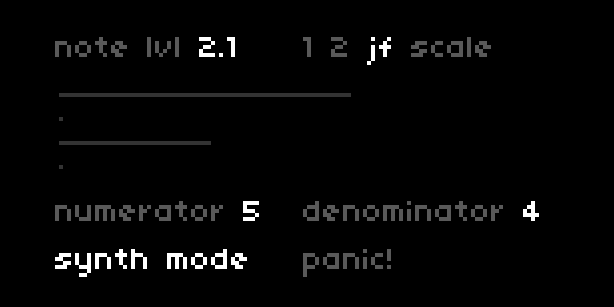 note lvl 2.1 1 2 jf scale
numerator 5 denominator 4
synth mode panic!